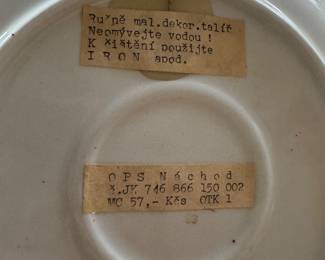 Ručně mal.dekor.talíř
Neomývejte vodou !
K čištění použijte
I R O N apod.
O P S  N á c h o d
č.JK 746 866 150 002
MC 57,- Kčs OTK 1